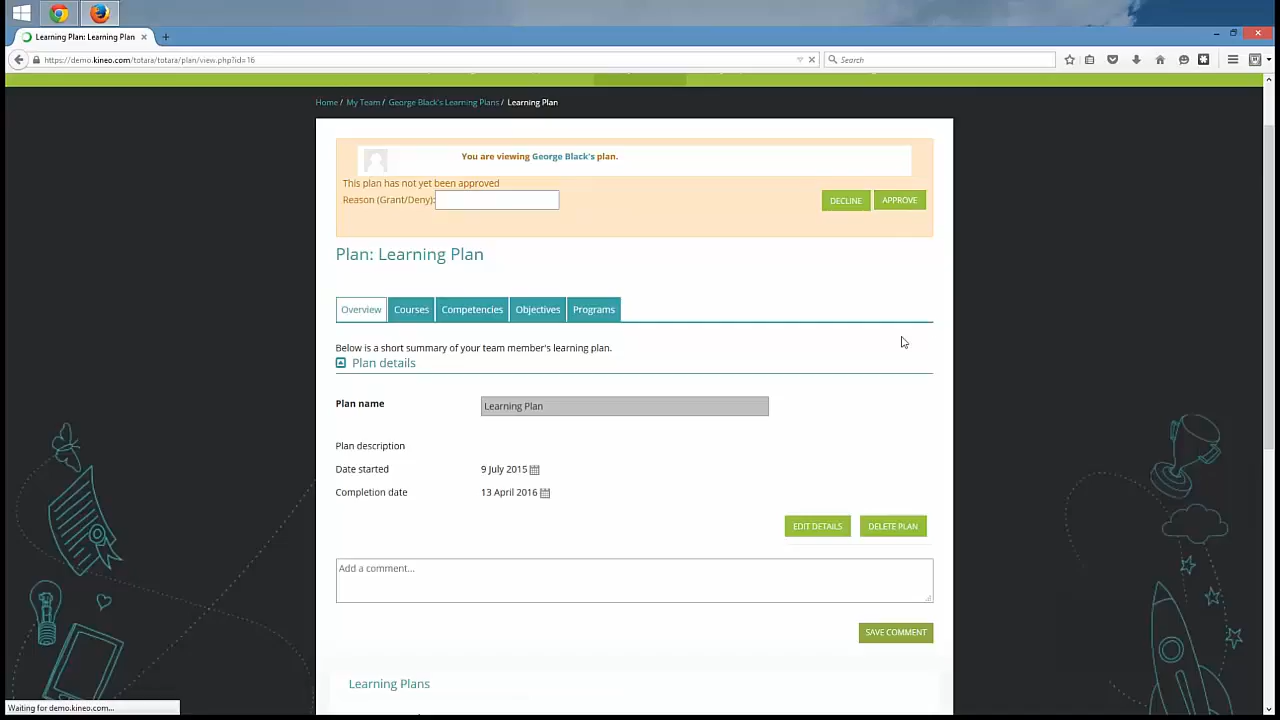 Learning Plan: Learning Plan
https://demo.kineo.com/totara/totara/plan/view.php?id=16
Search
Home / My Team / George Black's Learning Plans / Learning Plan
You are viewing George Black's plan.
This plan has not yet been approved
Reason (Grant/Deny):
DECLINE
APPROVE
Plan: Learning Plan
Overview
Courses
Competencies
Objectives
Programs
Below is a short summary of your team member's learning plan.
Plan details
Plan name
Learning Plan
Plan description
Date started
9 July 2015
Completion date
13 April 2016
EDIT DETAILS
DELETE PLAN
Add a comment...
SAVE COMMENT
Learning Plans
Waiting for demo.kineo.com...